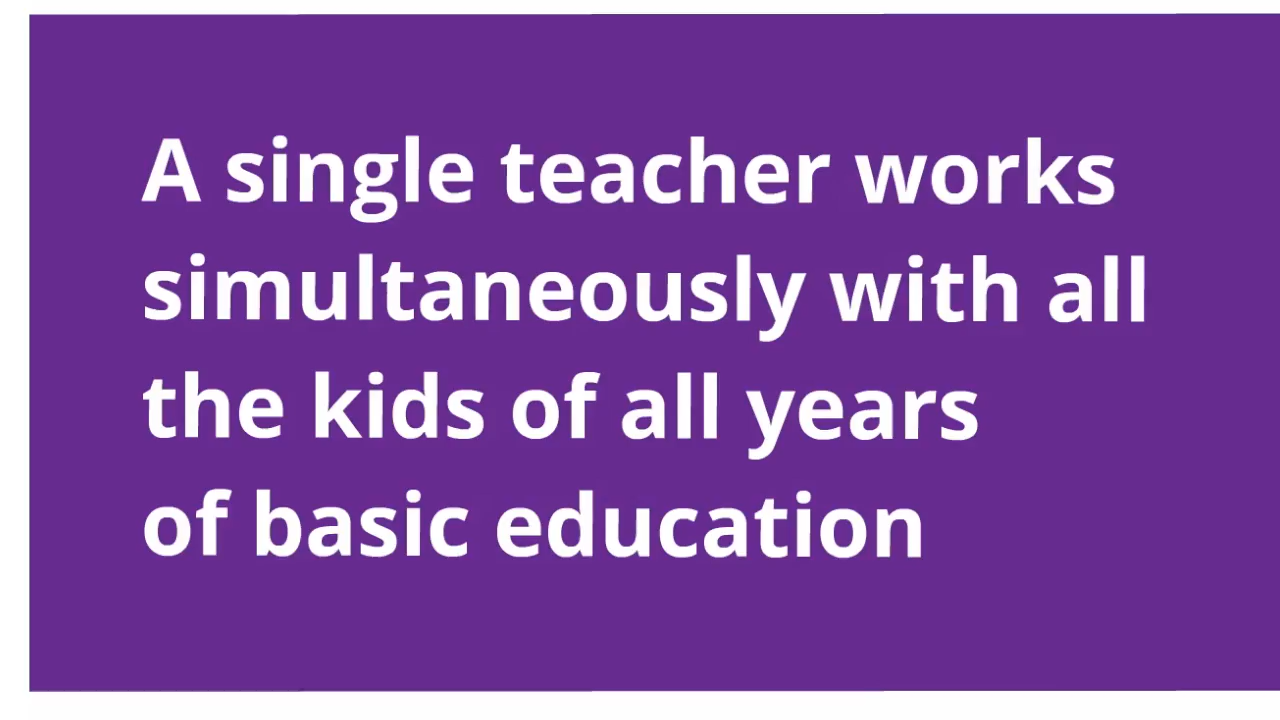 A single teacher works
simultaneously with all
the kids of all years
of basic education